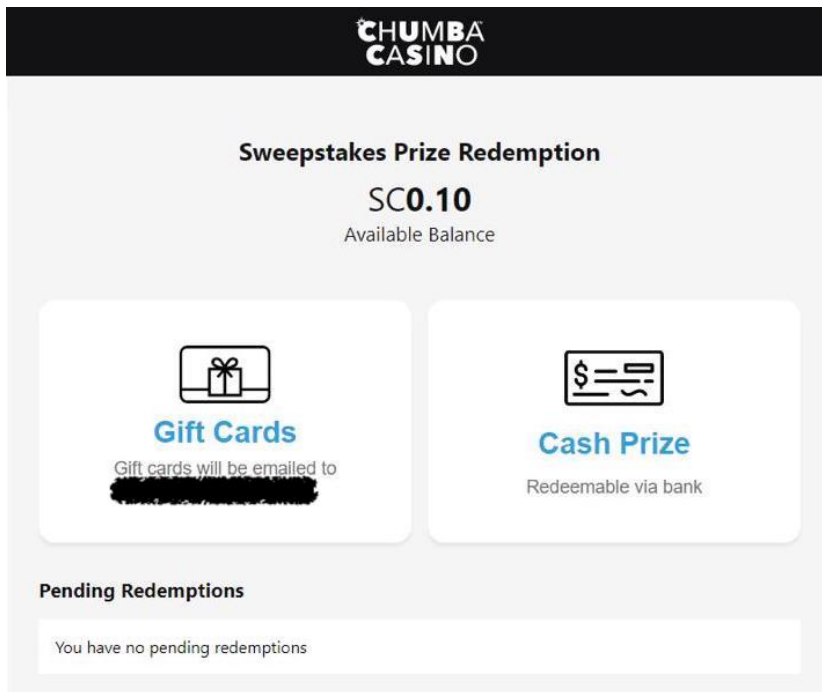 CHUMBA
CASINO
Sweepstakes Prize Redemption
SC0.10
Available Balance
Gift Cards
Gift cards will be emailed to
$
Cash Prize
Redeemable via bank
Pending Redemptions
You have no pending redemptions